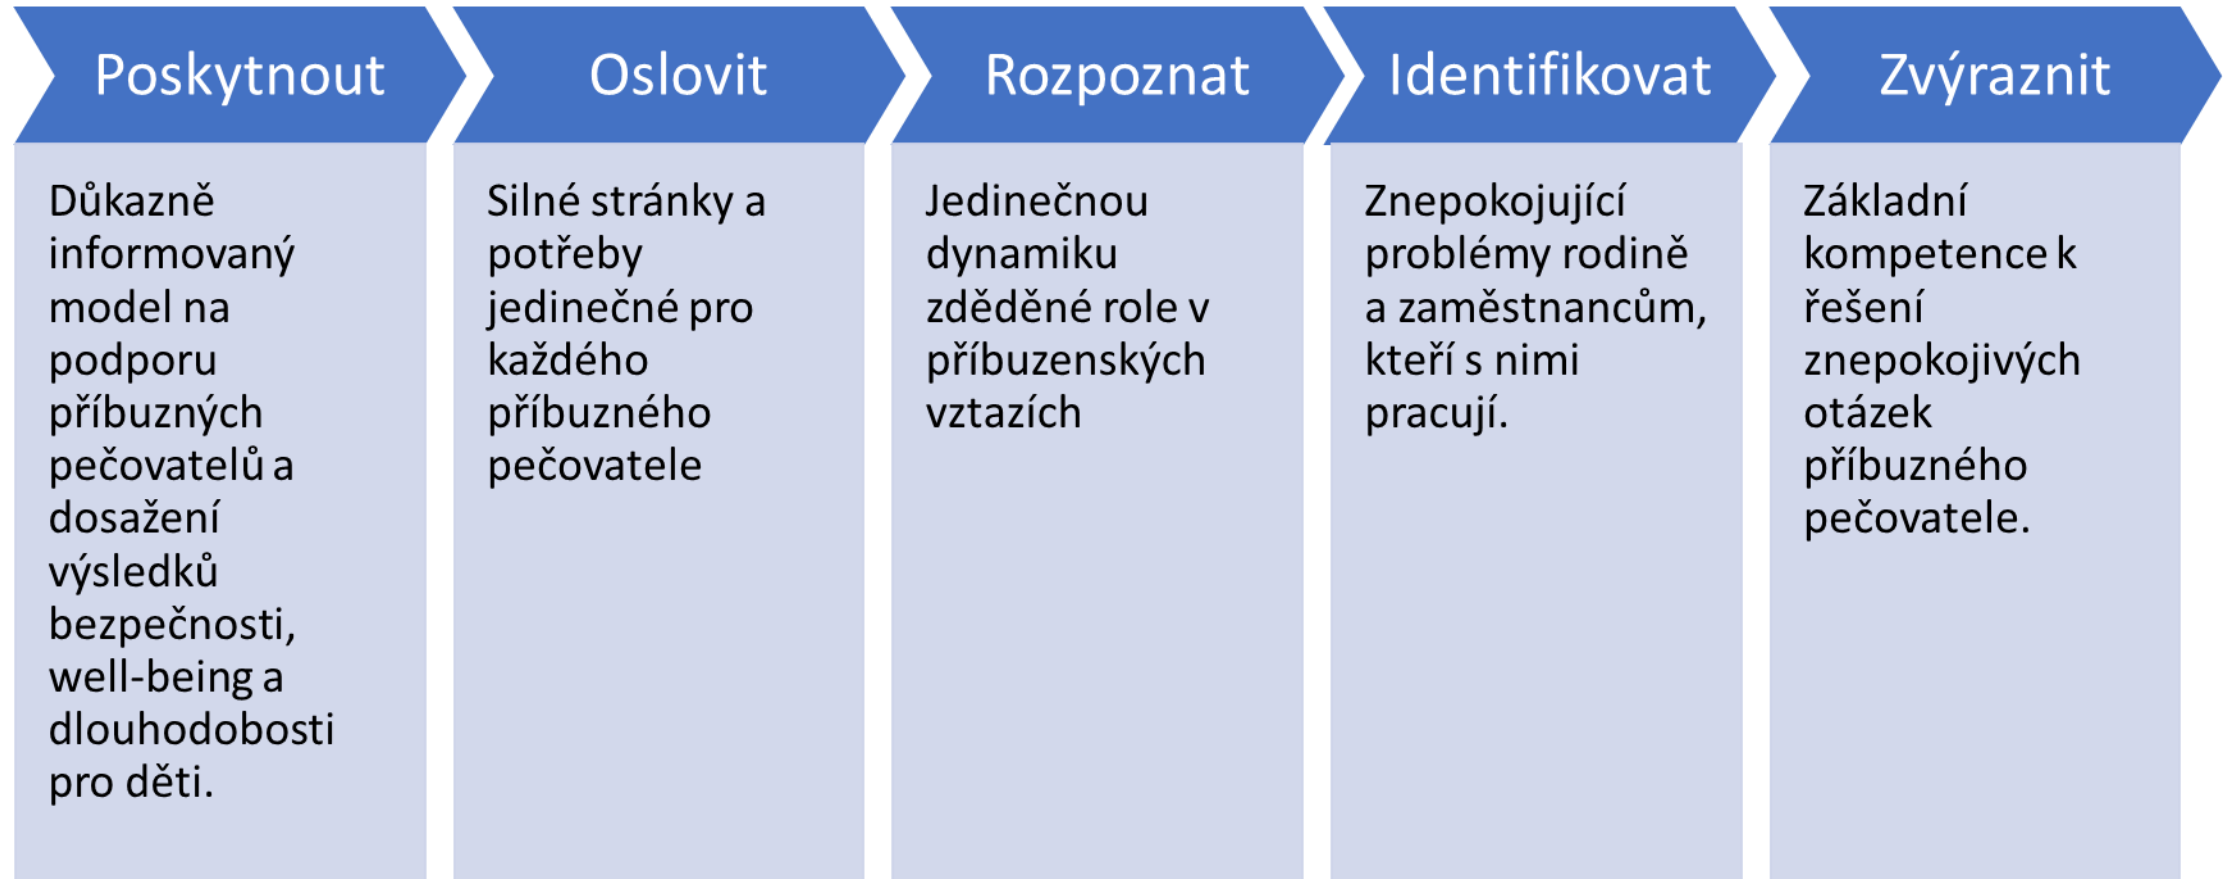 Poskytnout
Důkazně
informovaný
model na
podporu
příbuzných
pečovatelů a
dosažení
výsledků
bezpečnosti,
well-being a
dlouhodobosti
pro děti.
Oslovit
Silné stránky a
potřeby
jedinečné pro
každého
příbuzného
pečovatele
Rozpoznat
Jedinečnou
dynamiku
zděděné role v
příbuzenských
vztazích
Identifikovat
Znepokojující
problémy rodině
a zaměstnancům,
kteří s nimi
pracují.
Zvýraznit
Základní
kompetence k
řešení
znepokojivých
otázek
příbuzného
pečovatele.